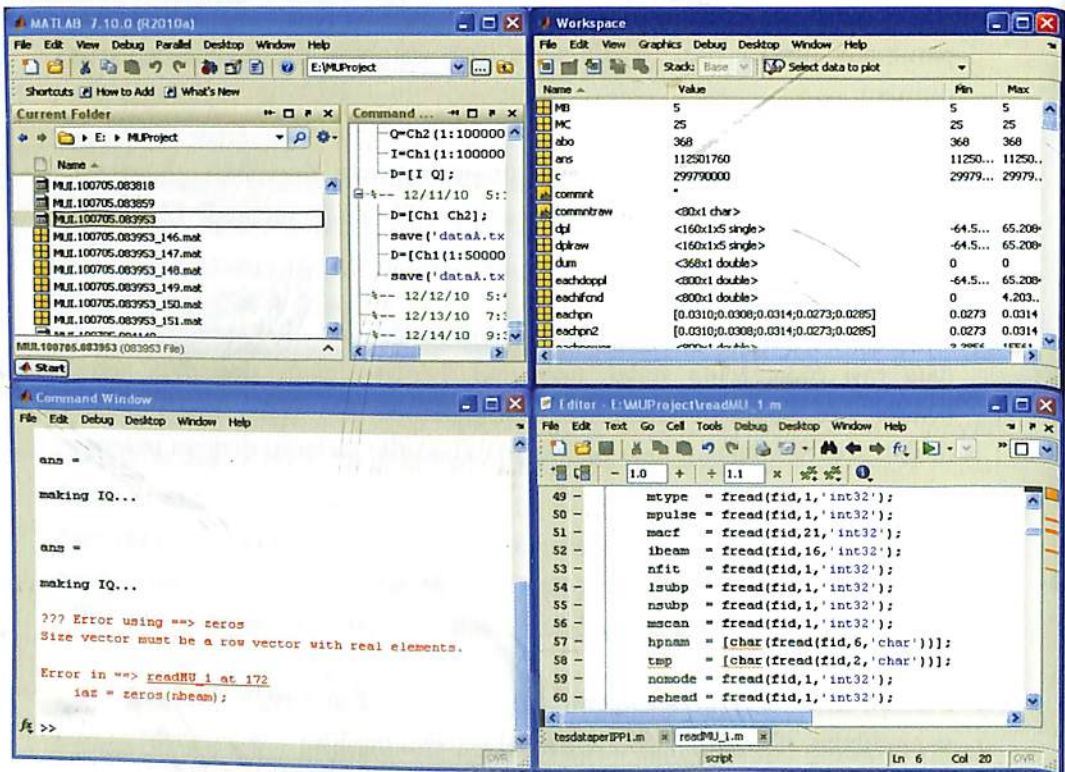 MATLAB 7.10.0 (R2010a)
File Edit View Debug Parallel Desktop Window Help
E:\MUProject
Shortcuts How to Add What's New
Current Folder
E: MUProject
Name
MUI.100705.083818
MUI.100705.083859
MUI.100705.083953
MUI.100705.083953_146.mat
MUI.100705.083953_147.mat
MUI.100705.083953_148.mat
MUI.100705.083953_149.mat
MUI.100705.083953_150.mat
MUI.100705.083953_151.mat
MUI.100705.083953 (083953 File)
Start
Command ...
Q=Ch2(1:100000
I=Ch1(1:100000
D=[I Q];
%-- 12/11/10 5:
D=[Ch1 Ch2];
save('dataA.tx
D=[Ch1(1:50000
save('dataA.tx
%-- 12/12/10 5:
%-- 12/13/10 7:
%-- 12/14/10 9:
Workspace
File Edit View Graphics Debug Desktop Window Help
Stack: Base Select data to plot
Name Value Min Max
MB 5 5 5
MC 25 25 25
abo 368 368 368
ans 112501760 11250... 11250..
c 299790000 29979... 29979..
commnt
commntraw <80x1 char>
dpl <160x1x5 single> -64.5... 65.208
dplraw <160x1x5 single> -64.5... 65.208
dum <368x1 double> 0 0
eachdoppl <800x1 double> -64.5... 65.208
eachifcnd <800x1 double> 0 4.203..
eachpn [0.0310;0.0308;0.0314;0.0273;0.0285] 0.0273 0.0314
eachpn2 [0.0310;0.0308;0.0314;0.0273;0.0285] 0.0273 0.0314
Command Window
File Edit Debug Desktop Window Help
ans =
making IQ...
ans =
making IQ...
??? Error using ==> zeros
Size vector must be a row vector with real elements.
Error in ==> readMU_1 at 172
iaz = zeros(nbeam);
fx >>
OVR
Editor - E:\MUProject\readMU_1.m
File Edit Text Go Cell Tools Debug Desktop Window Help
- 1.0 + ÷ 1.1 ×
49 - mtype = fread(fid,1,'int32');
50 - mpulse = fread(fid,1,'int32');
51 - macf = fread(fid,21,'int32');
52 - ibeam = fread(fid,16,'int32');
53 - nfit = fread(fid,1,'int32');
54 - lsubp = fread(fid,1,'int32');
55 - nsubp = fread(fid,1,'int32');
56 - mscan = fread(fid,1,'int32');
57 - hpnam = [char(fread(fid,6,'char'))];
58 - tmp = [char(fread(fid,2,'char'))];
59 - nomode = fread(fid,1,'int32');
60 - nehead = fread(fid,1,'int32');
tesdataperIPP1.m readMU_1.m
script Ln 6 Col 20 OVR